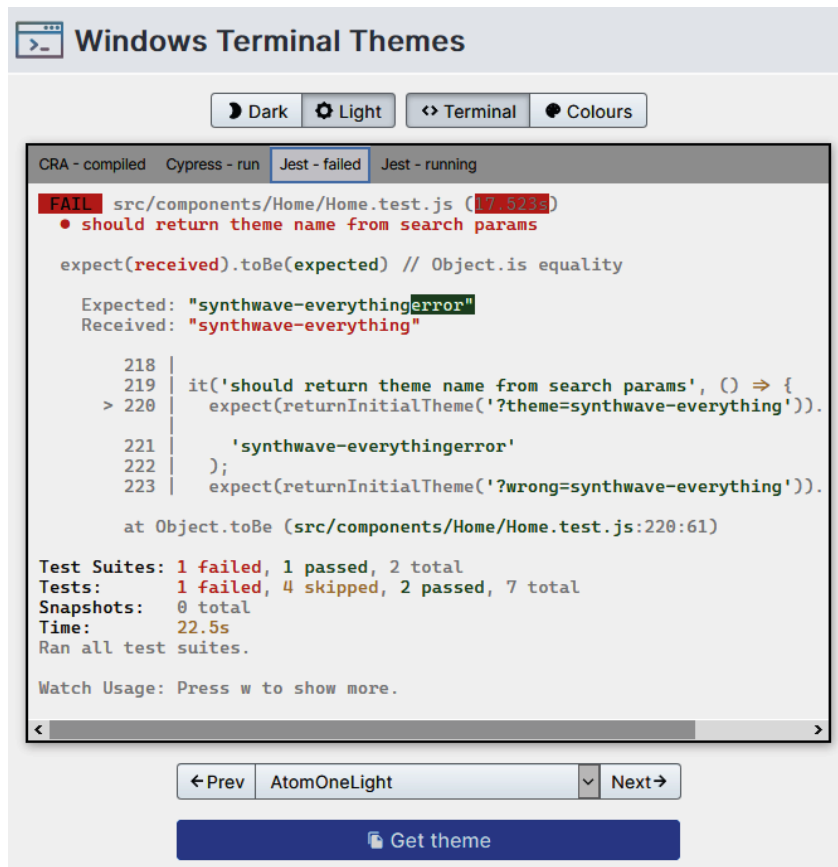 Windows Terminal Themes
Dark Light <> Terminal Colours
CRA - compiled Cypress - run Jest - failed Jest - running
FAIL src/components/Home/Home.test.js (17.523s)
● should return theme name from search params
expect(received).toBe(expected) // Object.is equality
Expected: "synthwave-everythingerror"
Received: "synthwave-everything"
218 |
219 | it('should return theme name from search params', () ⇒ {
> 220 | expect(returnInitialTheme('?theme=synthwave-everything')).
|
221 | 'synthwave-everythingerror'
222 | );
223 | expect(returnInitialTheme('?wrong=synthwave-everything')).
at Object.toBe (src/components/Home/Home.test.js:220:61)
Test Suites: 1 failed, 1 passed, 2 total
Tests: 1 failed, 4 skipped, 2 passed, 7 total
Snapshots: 0 total
Time: 22.5s
Ran all test suites.
Watch Usage: Press w to show more.
←Prev AtomOneLight Next→
Get theme